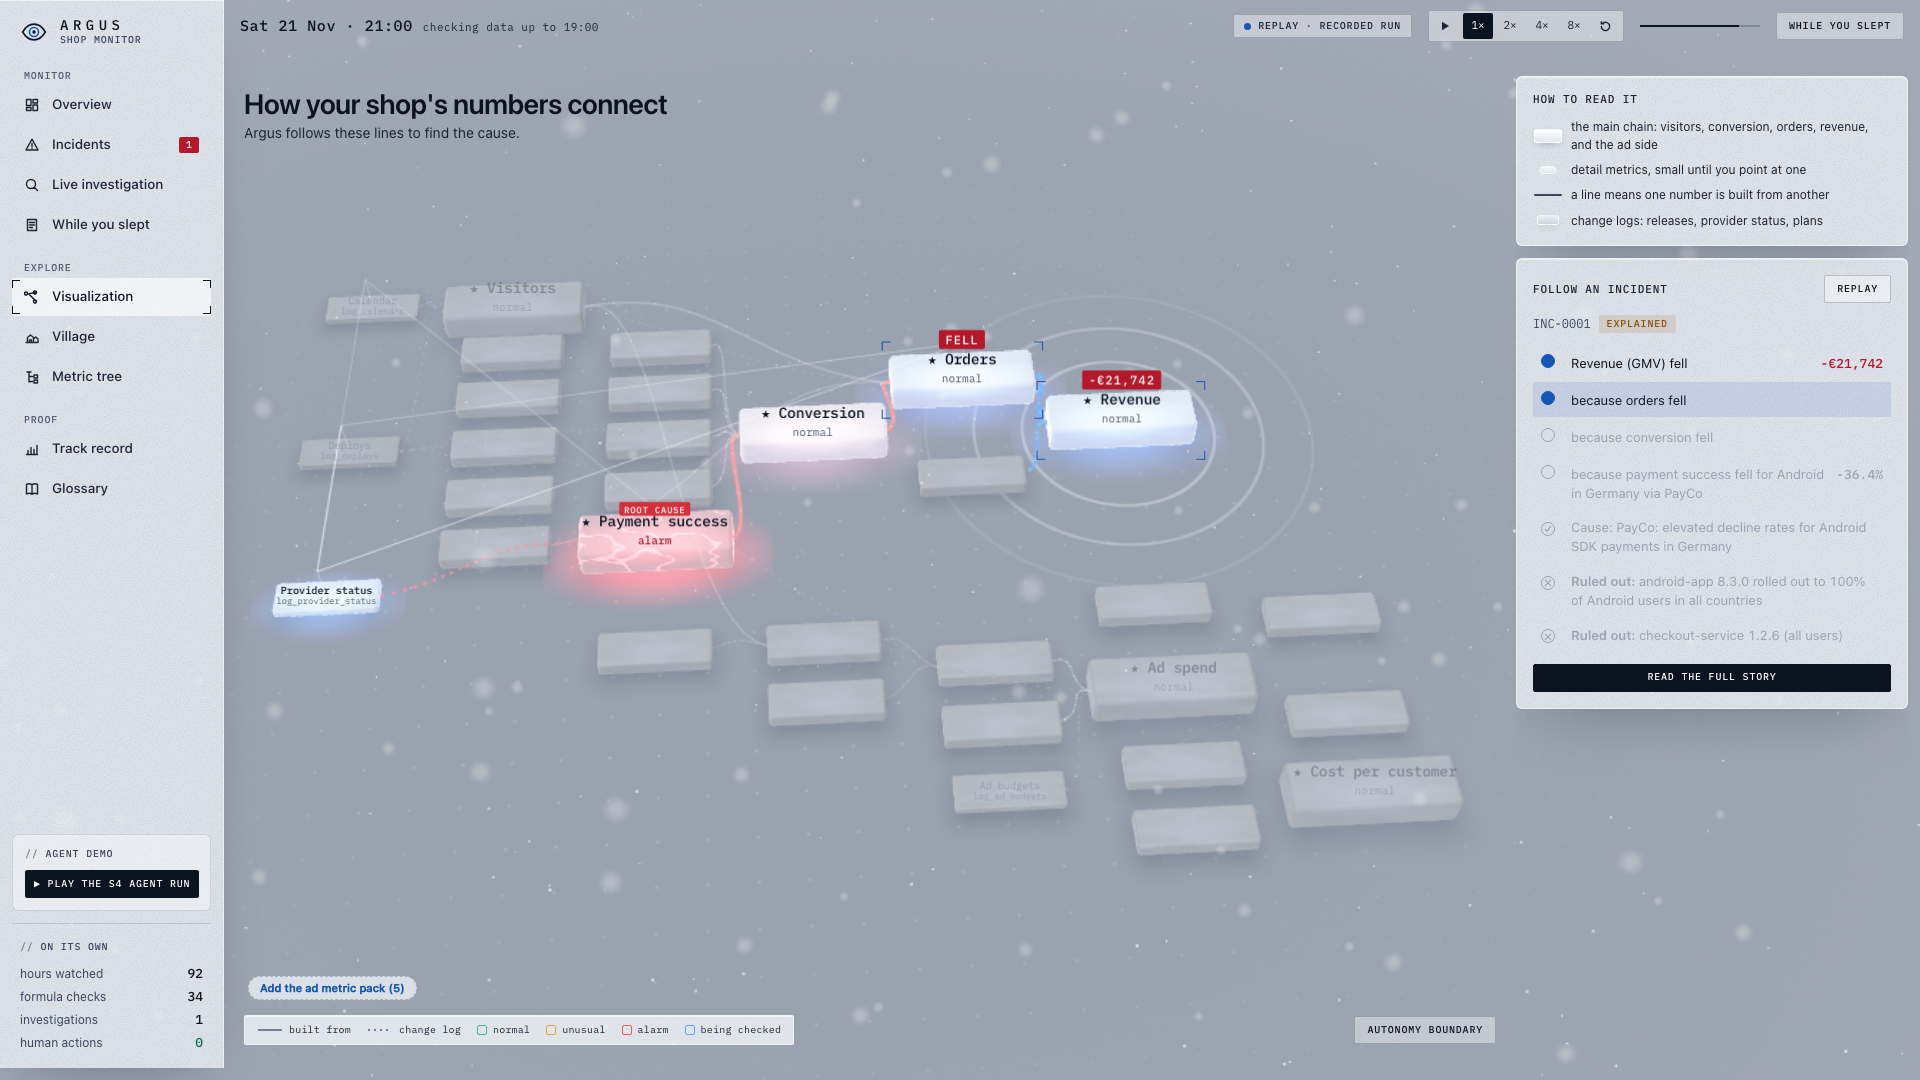 ARGUS
SHOP MONITOR
MONITOR
Overview
Incidents 1
Live investigation
While you slept
EXPLORE
Visualization
Village
Metric tree
PROOF
Track record
Glossary
// AGENT DEMO
▶ PLAY THE S4 AGENT RUN
// ON ITS OWN
hours watched 92
formula checks 34
investigations 1
human actions 0
Sat 21 Nov · 21:00 checking data up to 19:00
REPLAY · RECORDED RUN
1× 2× 4× 8×
WHILE YOU SLEPT
How your shop's numbers connect
Argus follows these lines to find the cause.
Calendar
log_calendar
★ Visitors
normal
FELL
★ Orders
normal
-€21,742
★ Revenue
normal
★ Conversion
normal
Deploys
log_deploys
ROOT CAUSE
★ Payment success
alarm
Provider status
log_provider_status
★ Ad spend
normal
Ad budgets
log_ad_budgets
★ Cost per customer
normal
Add the ad metric pack (5)
built from change log normal unusual alarm being checked
AUTONOMY BOUNDARY
HOW TO READ IT
the main chain: visitors, conversion, orders, revenue,
and the ad side
detail metrics, small until you point at one
a line means one number is built from another
change logs: releases, provider status, plans
FOLLOW AN INCIDENT
REPLAY
INC-0001 EXPLAINED
Revenue (GMV) fell -€21,742
because orders fell
because conversion fell
because payment success fell for Android -36.4%
in Germany via PayCo
Cause: PayCo: elevated decline rates for Android
SDK payments in Germany
Ruled out: android-app 8.3.0 rolled out to 100%
of Android users in all countries
Ruled out: checkout-service 1.2.6 (all users)
READ THE FULL STORY